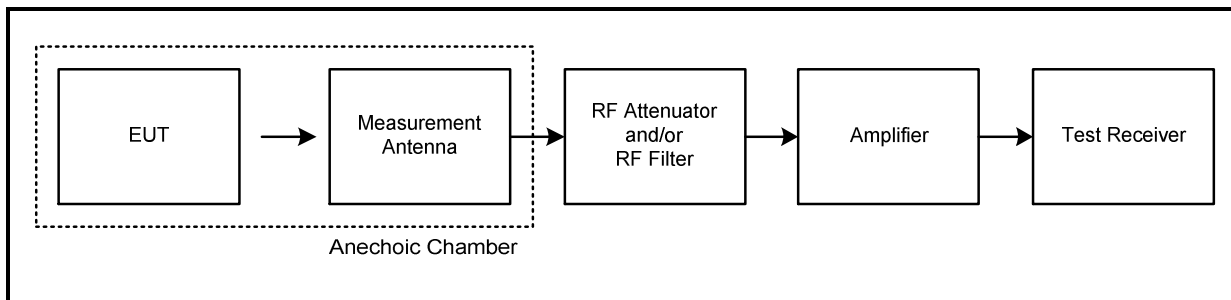 EUT
Measurement
Antenna
RF Attenuator
and/or
RF Filter
Amplifier
Test Receiver
Anechoic Chamber